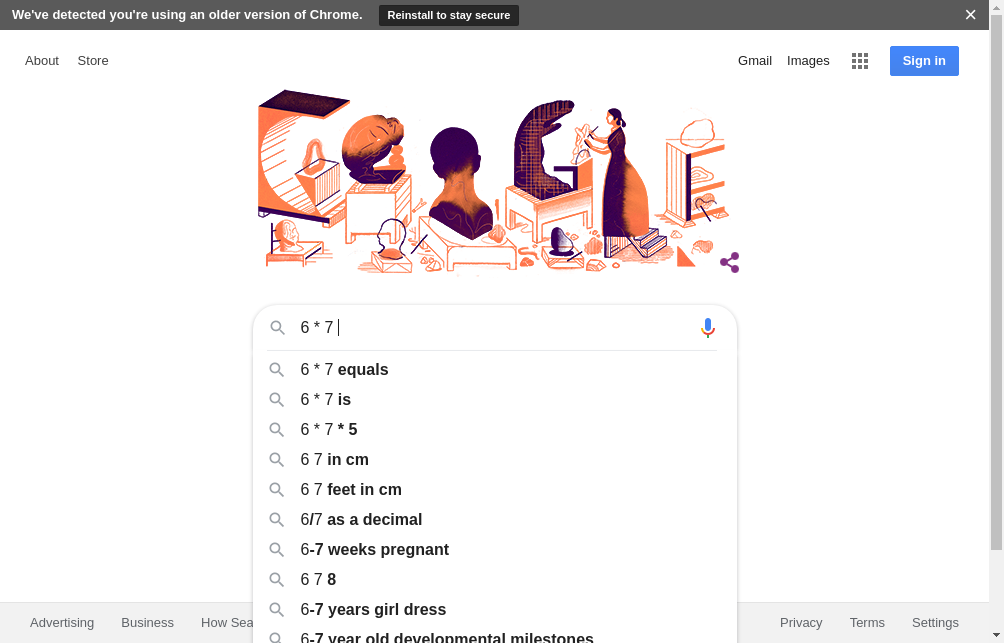 We've detected you're using an older version of Chrome. Reinstall to stay secure
About Store Gmail Images Sign in
6 * 7
6 * 7 equals
6 * 7 is
6 * 7 * 5
6 7 in cm
6 7 feet in cm
6/7 as a decimal
6-7 weeks pregnant
6 7 8
6-7 years girl dress
6-7 year old developmental milestones
Advertising Business How Sea Privacy Terms Settings